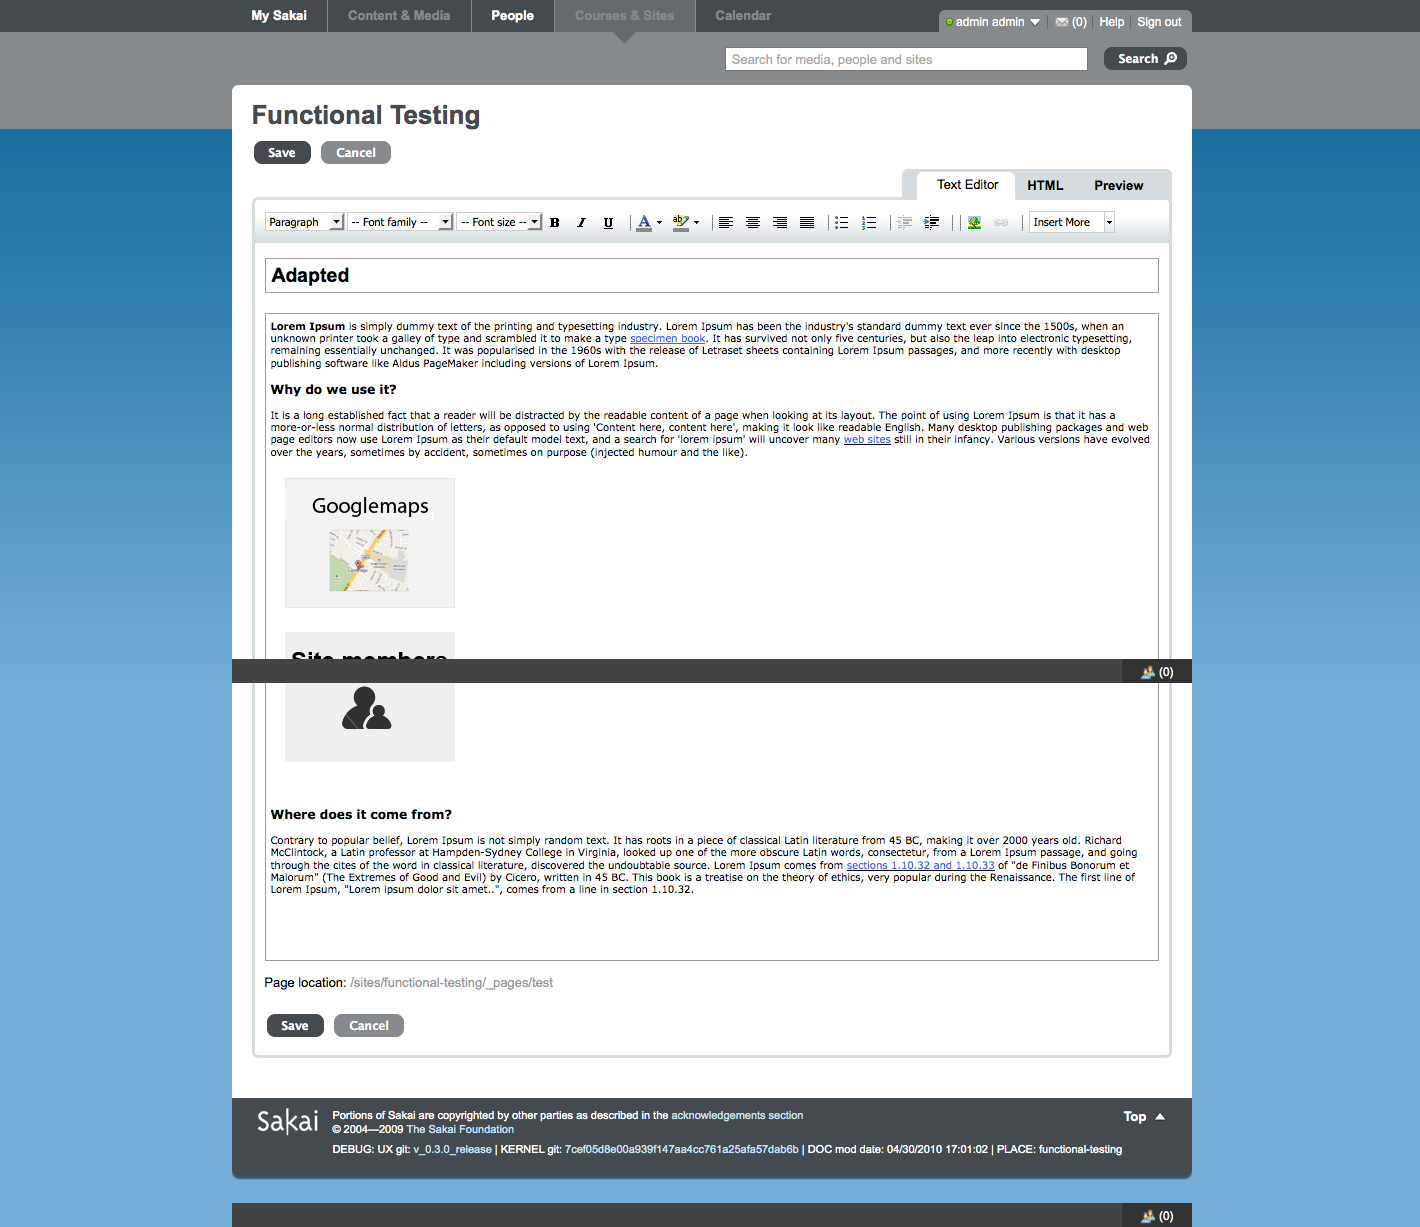 My Sakai
Content & Media
People
Courses & Sites
Calendar
admin admin
(0)
Help
Sign out
Search for media, people and sites
Search
Functional Testing
Save
Cancel
Text Editor
HTML
Preview
Paragraph
-- Font family --
-- Font size --
B
I
U
A
ab
Insert More
Adapted
Lorem Ipsum is simply dummy text of the printing and typesetting industry. Lorem Ipsum has been the industry's standard dummy text ever since the 1500s, when an
unknown printer took a galley of type and scrambled it to make a type specimen book. It has survived not only five centuries, but also the leap into electronic typesetting,
remaining essentially unchanged. It was popularised in the 1960s with the release of Letraset sheets containing Lorem Ipsum passages, and more recently with desktop
publishing software like Aldus PageMaker including versions of Lorem Ipsum.
Why do we use it?
It is a long established fact that a reader will be distracted by the readable content of a page when looking at its layout. The point of using Lorem Ipsum is that it has a
more-or-less normal distribution of letters, as opposed to using 'Content here, content here', making it look like readable English. Many desktop publishing packages and web
page editors now use Lorem Ipsum as their default model text, and a search for 'lorem ipsum' will uncover many web sites still in their infancy. Various versions have evolved
over the years, sometimes by accident, sometimes on purpose (injected humour and the like).
Googlemaps
Site members
(0)
Where does it come from?
Contrary to popular belief, Lorem Ipsum is not simply random text. It has roots in a piece of classical Latin literature from 45 BC, making it over 2000 years old. Richard
McClintock, a Latin professor at Hampden-Sydney College in Virginia, looked up one of the more obscure Latin words, consectetur, from a Lorem Ipsum passage, and going
through the cites of the word in classical literature, discovered the undoubtable source. Lorem Ipsum comes from sections 1.10.32 and 1.10.33 of "de Finibus Bonorum et
Malorum" (The Extremes of Good and Evil) by Cicero, written in 45 BC. This book is a treatise on the theory of ethics, very popular during the Renaissance. The first line of
Lorem Ipsum, "Lorem ipsum dolor sit amet..", comes from a line in section 1.10.32.
Page location: /sites/functional-testing/_pages/test
Save
Cancel
Sakai
Portions of Sakai are copyrighted by other parties as described in the acknowledgements section
© 2004—2009 The Sakai Foundation
DEBUG: UX git: v_0.3.0_release | KERNEL git: 7cef05d8e00a939f147aa4cc761a25afa57dab6b | DOC mod date: 04/30/2010 17:01:02 | PLACE: functional-testing
Top
(0)